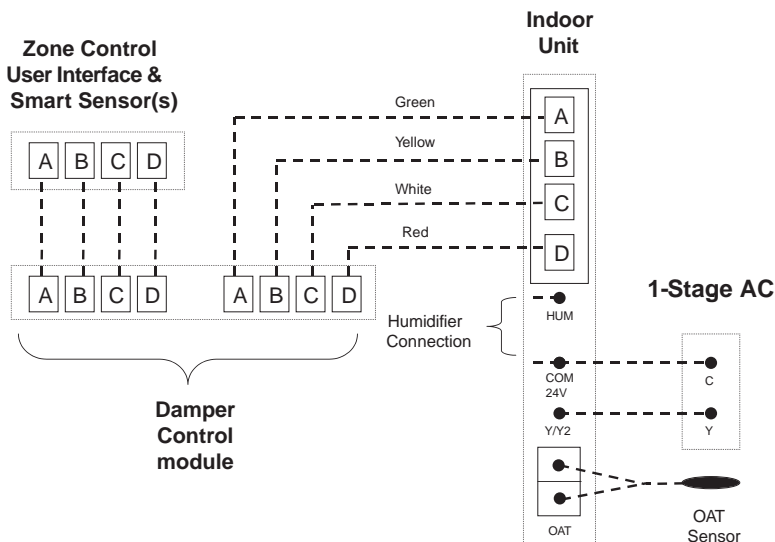 Indoor
Unit
Zone Control
User Interface &
Smart Sensor(s)
A B C D
Green
Yellow
White
Red
A
B
C
D
A B C D
A B C D
HUM
Humidifier
Connection
1-Stage AC
COM
24V
C
Y/Y2
Y
Damper
Control
module
OAT
OAT
Sensor